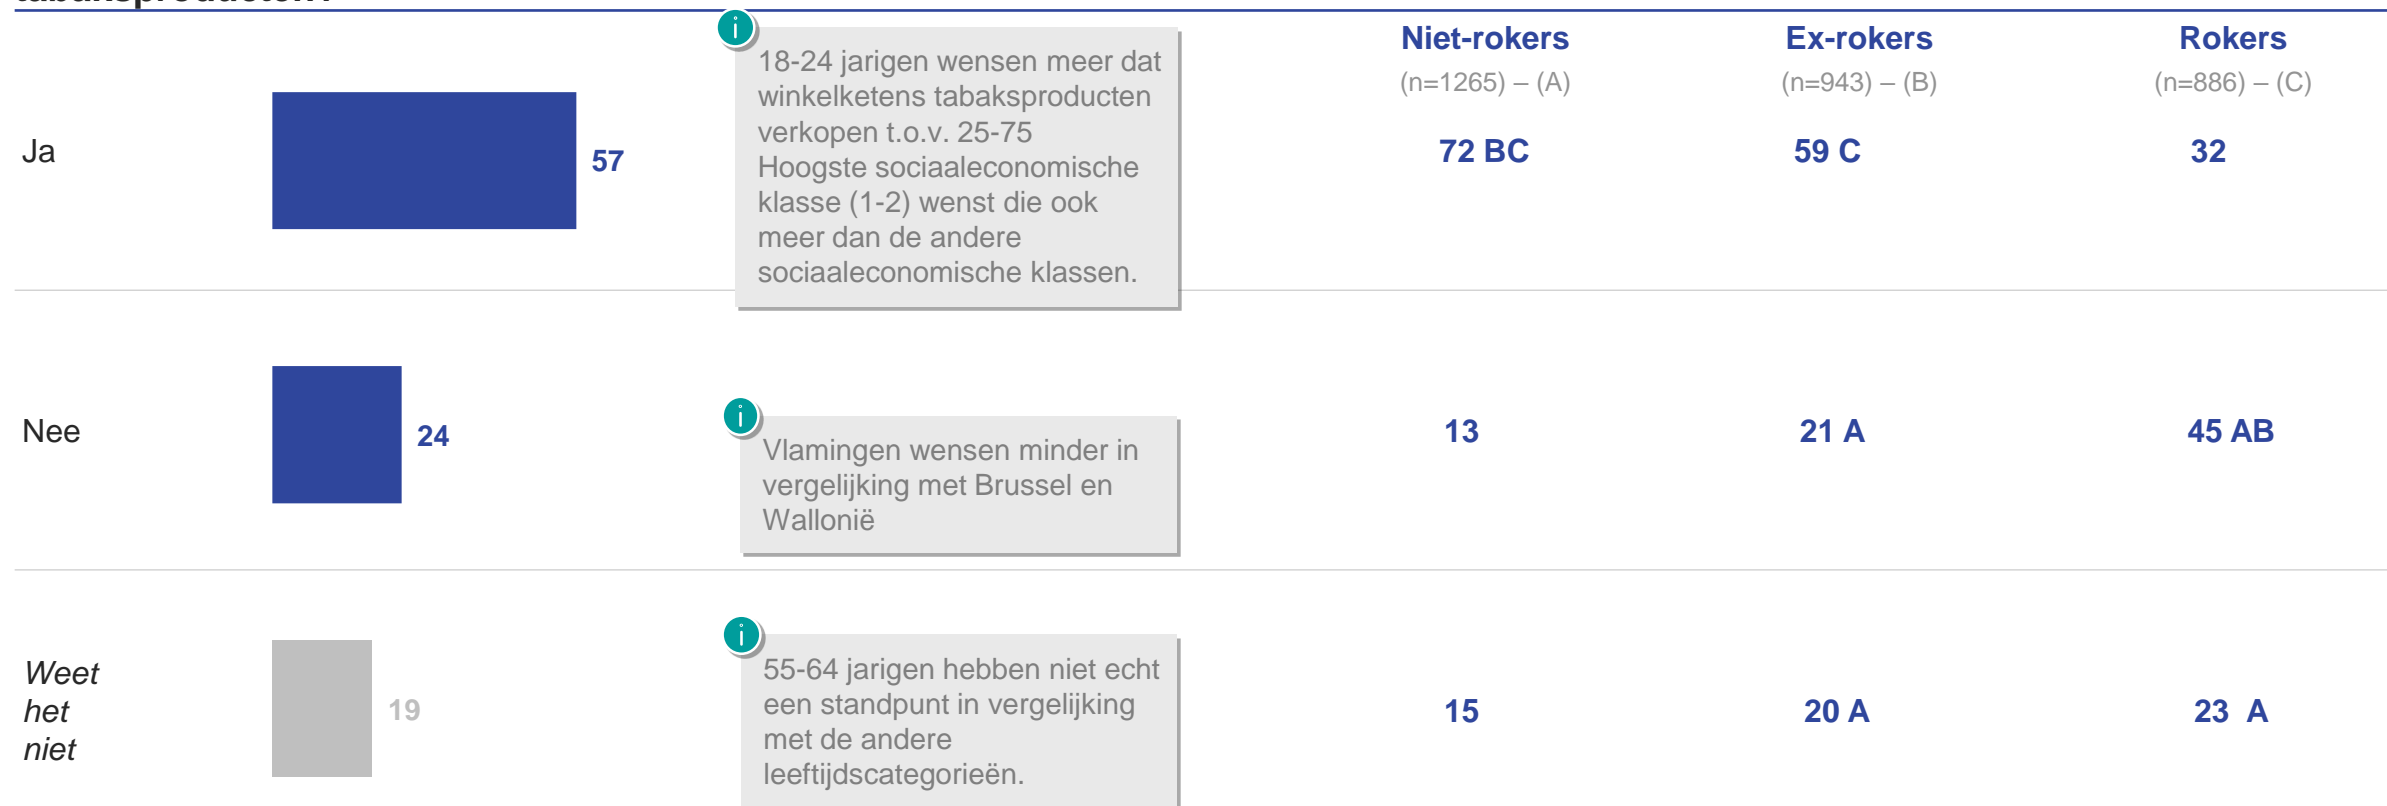 Niet-rokers Ex-rokers Rokers
(n=1265) – (A) (n=943) – (B) (n=886) – (C)
Ja
57
18-24 jarigen wensen meer dat
winkelketens tabaksproducten
verkopen t.o.v. 25-75
Hoogste sociaaleconomische
klasse (1-2) wenst die ook
meer dan de andere
sociaaleconomische klassen.
72 BC 59 C 32
Nee
24
Vlamingen wensen minder in
vergelijking met Brussel en
Wallonië
13 21 A 45 AB
Weet
het
niet
19
55-64 jarigen hebben niet echt
een standpunt in vergelijking
met de andere
leeftijdscategorieën.
15 20 A 23 A